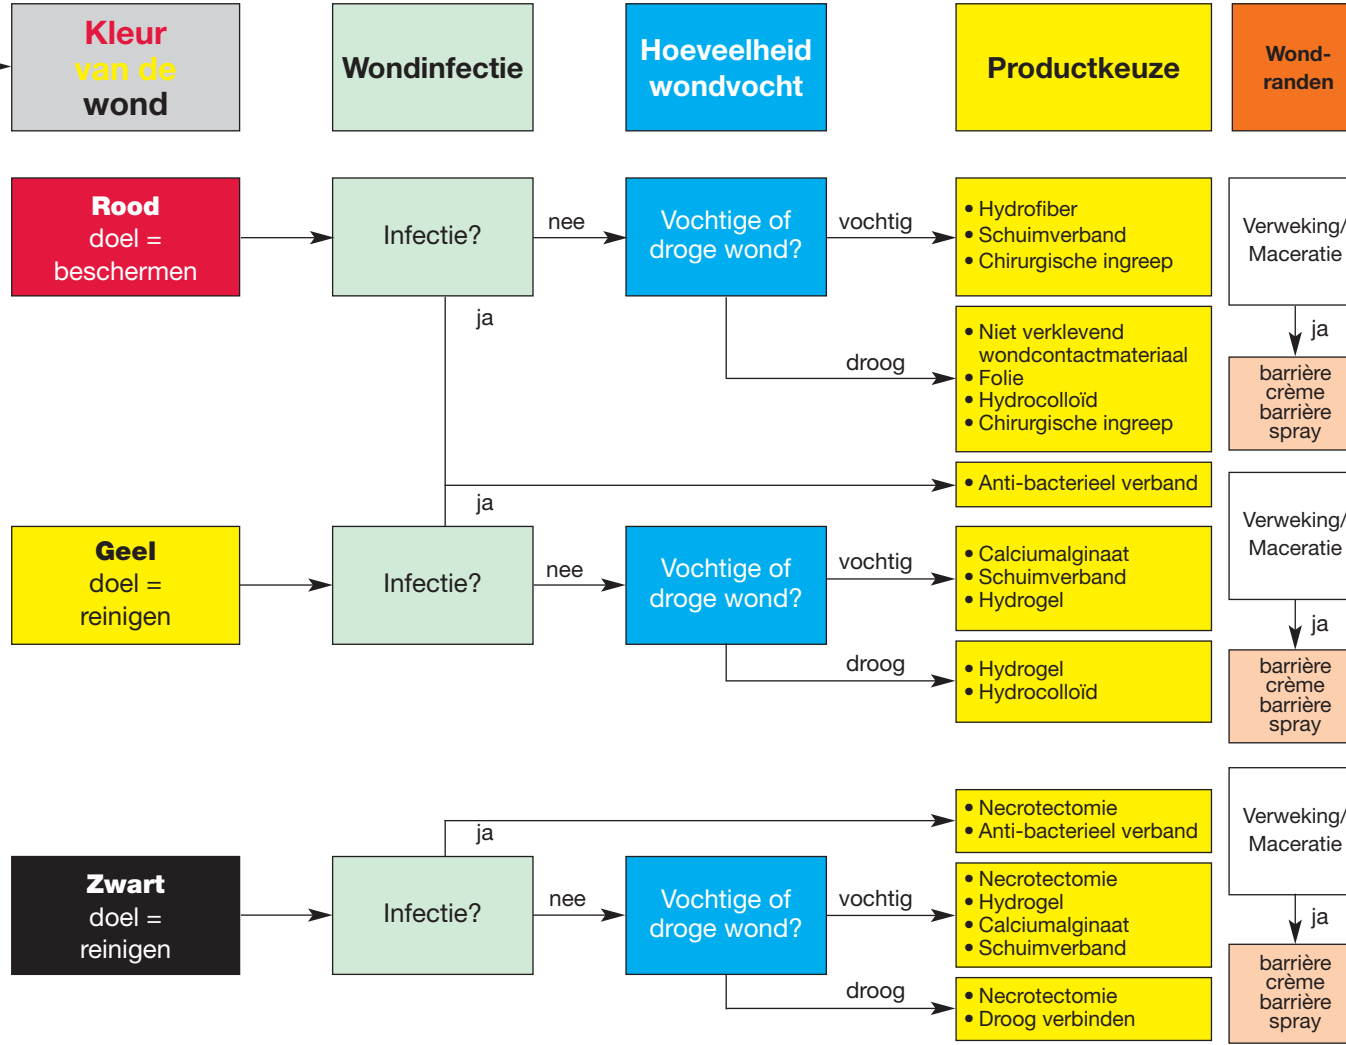 Kleur
van de
wond
Wondinfectie
Hoeveelheid
wondvocht
Productkeuze
Wond-
randen
Rood
doel =
beschermen
Infectie?
nee
ja
Vochtige of
droge wond?
vochtig
droog
• Hydrofiber
• Schuimverband
• Chirurgische ingreep
• Niet verklevend
wondcontactmateriaal
• Folie
• Hydrocolloïd
• Chirurgische ingreep
Verweking/
Maceratie
ja
barrière
crème
barrière
spray
• Anti-bacterieel verband
ja
Geel
doel =
reinigen
Infectie?
nee
Vochtige of
droge wond?
vochtig
droog
• Calciumalginaat
• Schuimverband
• Hydrogel
• Hydrogel
• Hydrocolloïd
Verweking/
Maceratie
ja
barrière
crème
barrière
spray
ja
• Necrotectomie
• Anti-bacterieel verband
Zwart
doel =
reinigen
Infectie?
nee
Vochtige of
droge wond?
vochtig
droog
• Necrotectomie
• Hydrogel
• Calciumalginaat
• Schuimverband
• Necrotectomie
• Droog verbinden
Verweking/
Maceratie
ja
barrière
crème
barrière
spray